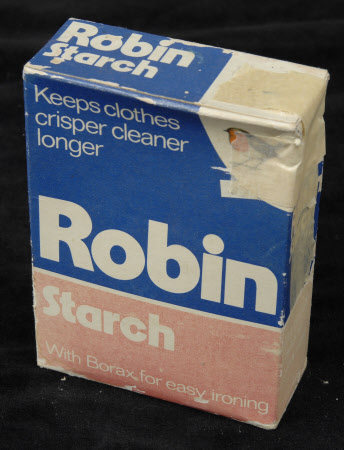 Robin
Starch
Keeps clothes
crisper cleaner
longer
Robin
Starch
With Borax for easy ironing